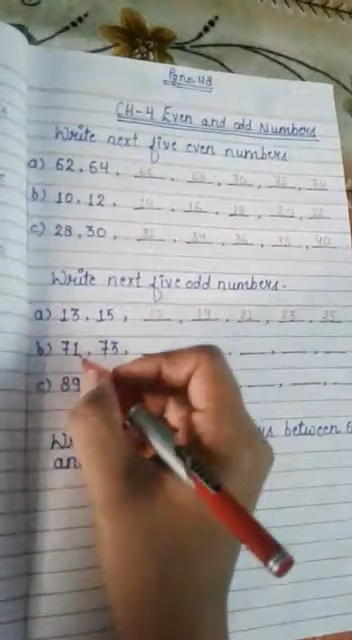 Pg no. 48
CH-4 Even and odd Numbers
Write next five even numbers.
a) 62, 64, 66, 68, 70, 72, 74
b) 10, 12, 14, 16, 18, 20, 22
c) 28, 30, 32, 34, 36, 38, 40
Write next five odd numbers.
a) 13, 15, 17, 19, 21, 23, 25
b) 71, 73,
c) 89
between
an